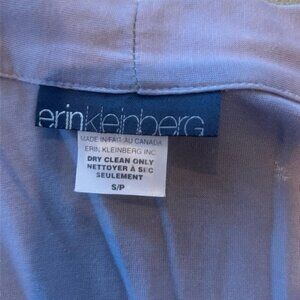 erinkleinberg
MADE IN/FAIT AU CANADA
ERIN KLEINBERG INC.
DRY CLEAN ONLY
NETTOYER À SEC
SEULEMENT
S/P